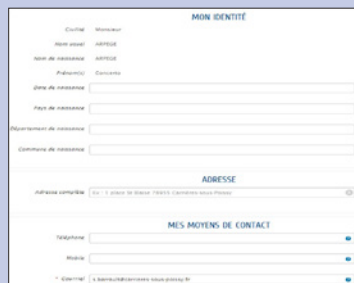 MON IDENTITÉ
Civilité Monsieur
Nom usuel ARPEGE
Nom de naissance ARPEGE
Prénom(s) Concerto
Date de naissance
Pays de naissance
Département de naissance
Commune de naissance
ADRESSE
Adresse complète
MES MOYENS DE CONTACT
Téléphone
Mobile
* Courriel